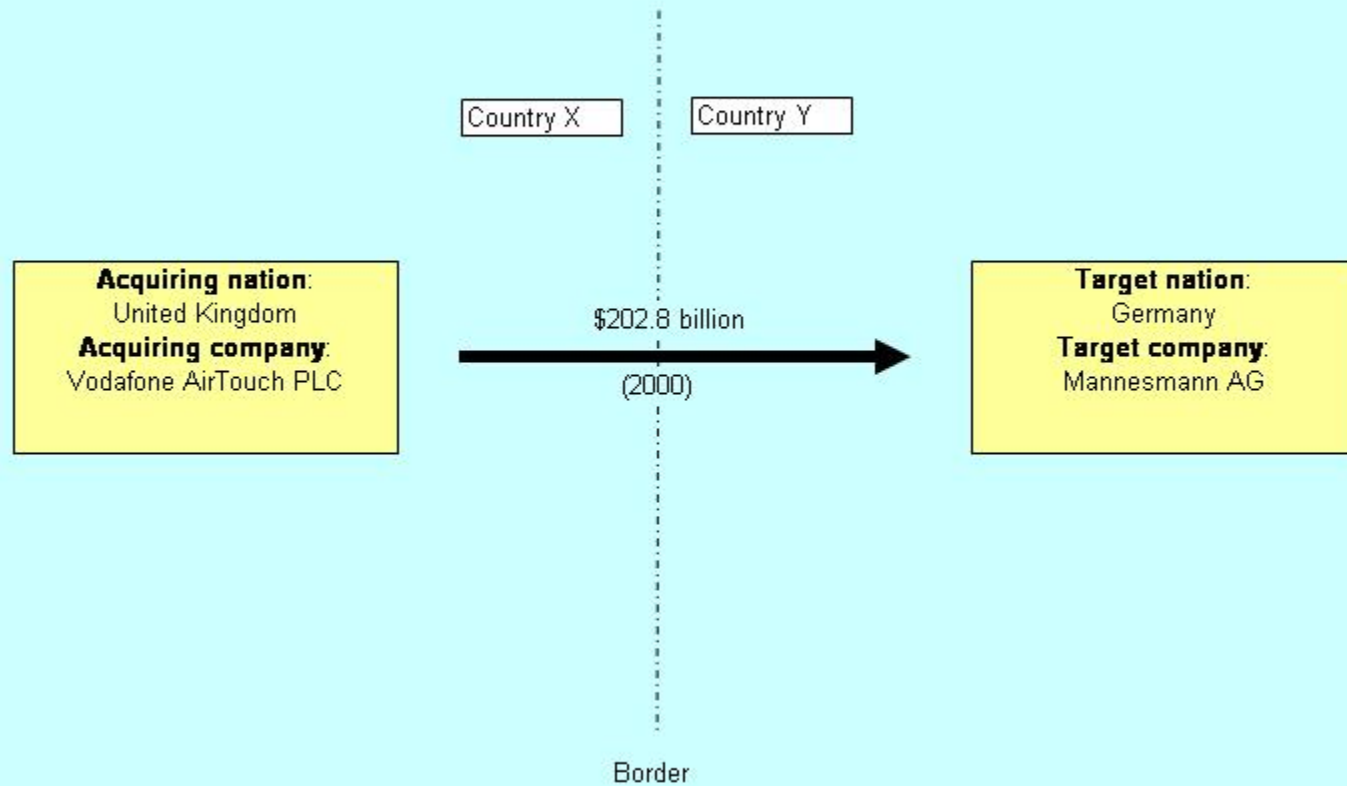 Country X
Country Y
Acquiring nation:
United Kingdom
Acquiring company:
Vodafone AirTouch PLC
$202.8 billion
(2000)
Target nation:
Germany
Target company:
Mannesmann AG
Border